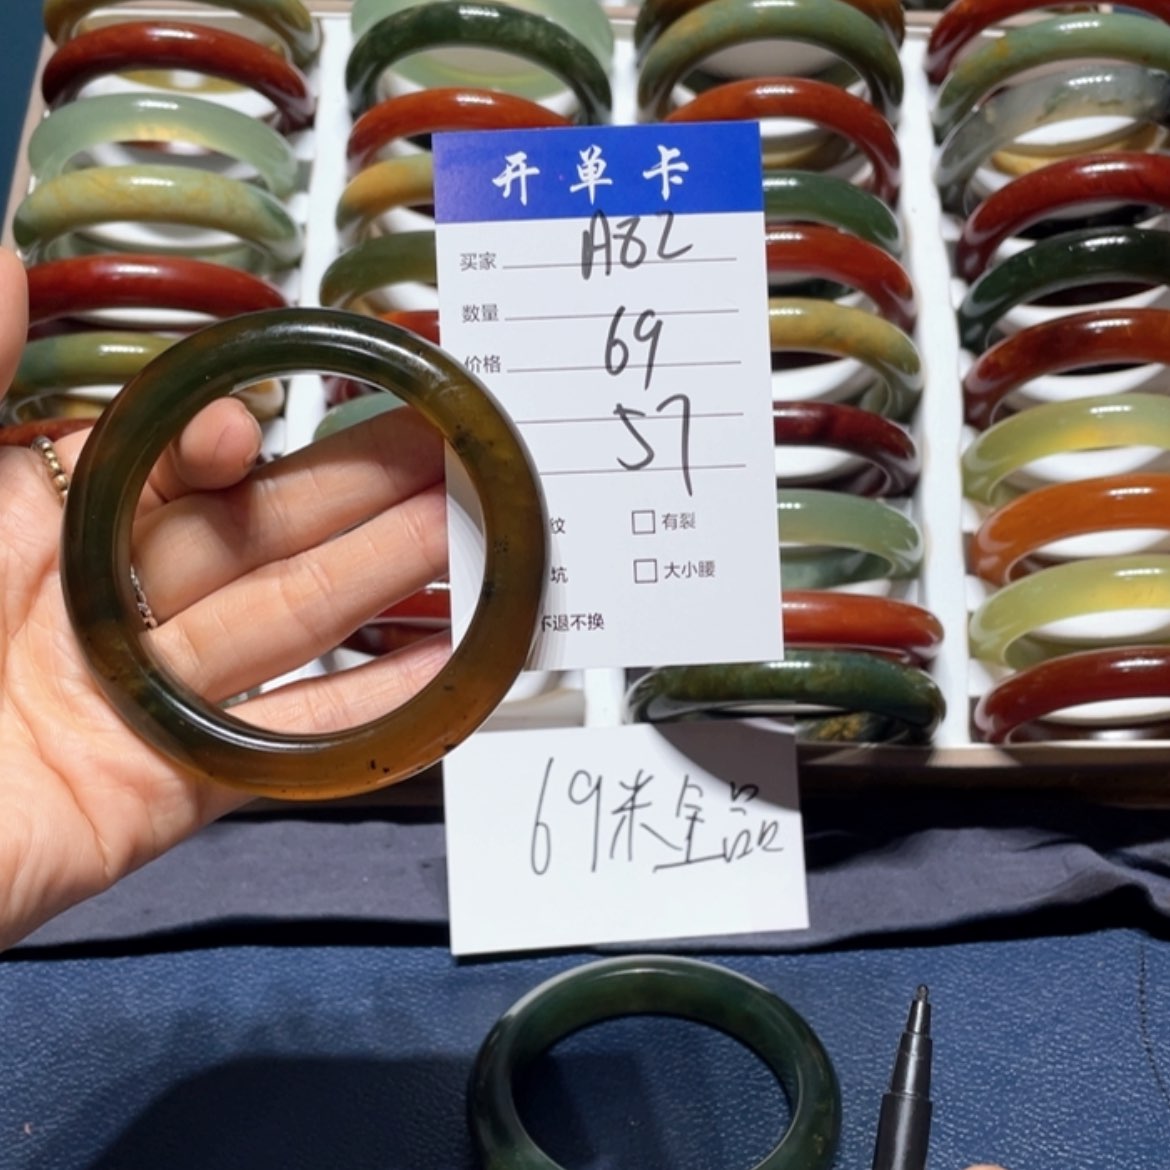 开单卡
买家 A82
数量
价格 69
57
纹 □ 有裂
坑 □ 大小腰
不退不换
69米全品